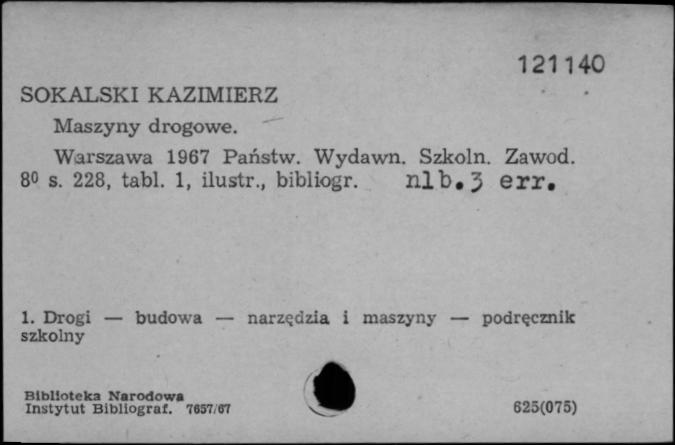 121140
SOKALSKI KAZIMIERZ
Maszyny drogowe.
Warszawa 1967 Państw. Wydawn. Szkoln. Zawod.
8⁰ s. 228, tabl. 1, ilustr., bibliogr. nlb.3 err.
1. Drogi — budowa — narzędzia i maszyny — podręcznik
szkolny
Biblioteka Narodowa
Instytut Bibliograf. 7657/67
625(075)